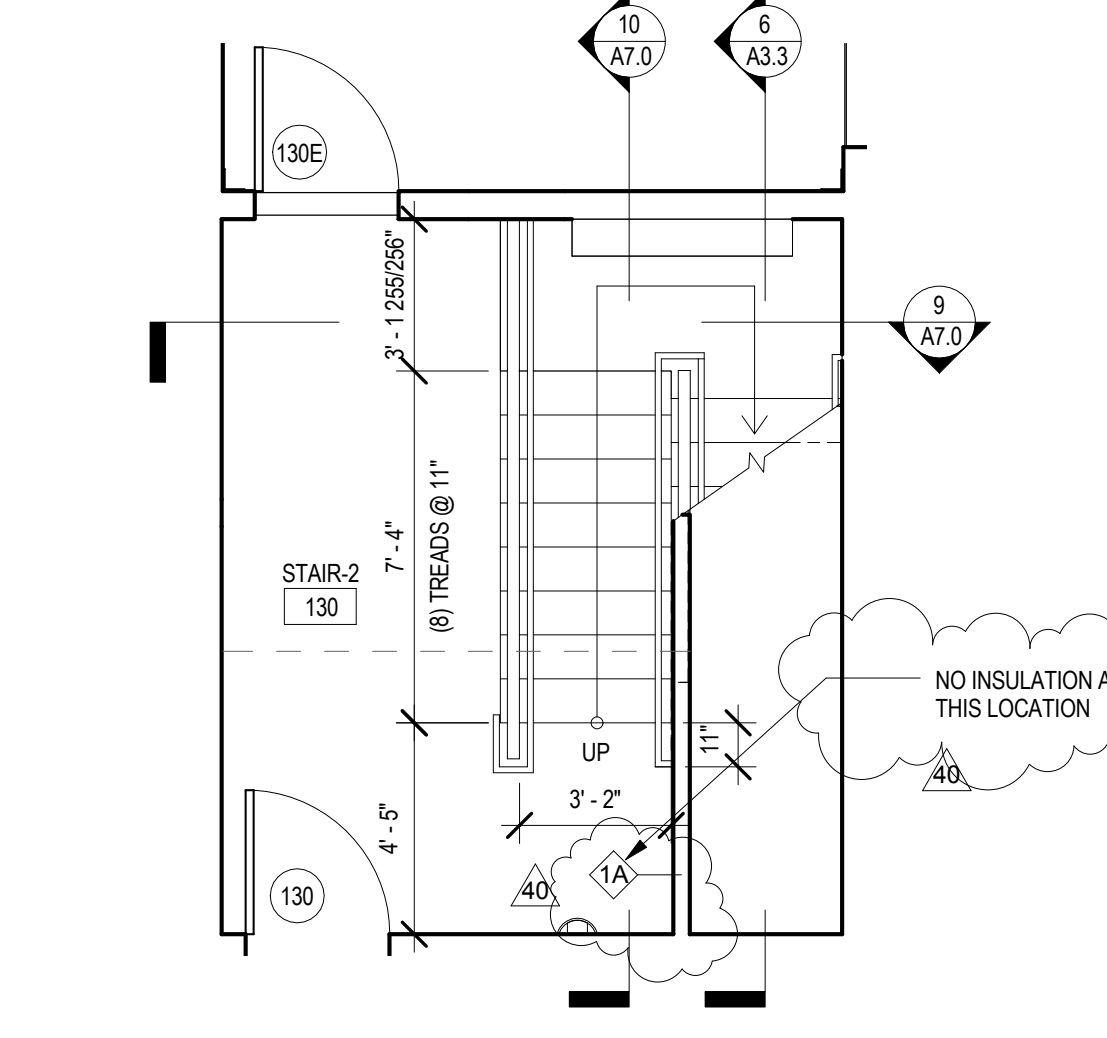 10
A7.0
6
A3.3
130E
3' - 1 255/256"
9
A7.0
7' - 4"
(8) TREADS @ 11"
STAIR-2
130
NO INSULATION A
THIS LOCATION
UP
11"
40
3' - 2"
4' - 5"
1A
40
130